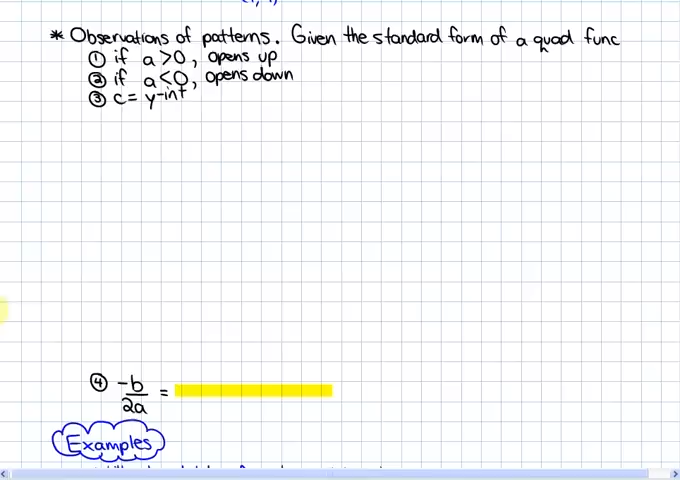 * Observations of patterns. Given the standard form of a quad func
① if a > 0, opens up
② if a < 0, opens down
③ c = y-int
④ -b/2a =
Examples